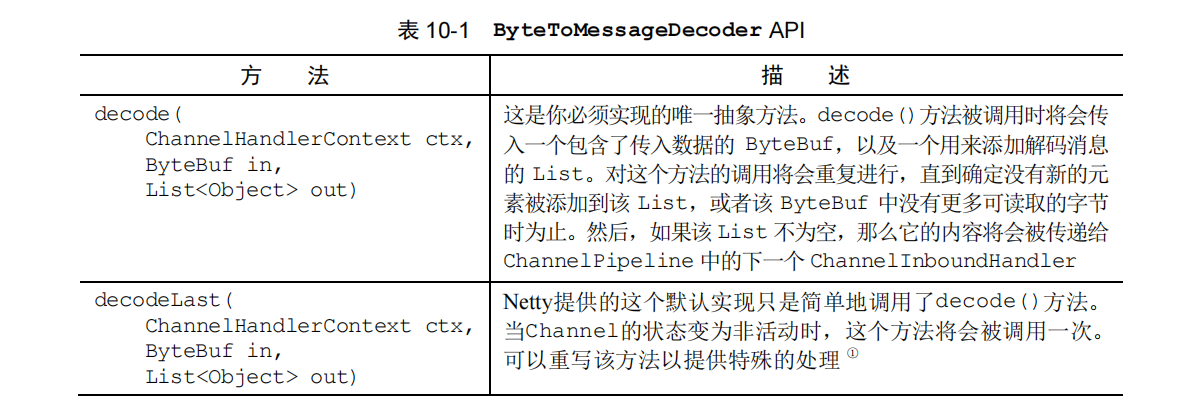 表 10-1 ByteToMessageDecoder API
方 法
描 述
decode(
ChannelHandlerContext ctx,
ByteBuf in,
List<Object> out)
这是你必须实现的唯一抽象方法。decode()方法被调用时将会传
入一个包含了传入数据的 ByteBuf，以及一个用来添加解码消息
的 List。对这个方法的调用将会重复进行，直到确定没有新的元
素被添加到该 List，或者该 ByteBuf 中没有更多可读取的字节
时为止。然后，如果该 List 不为空，那么它的内容将会被传递给
ChannelPipeline 中的下一个 ChannelInboundHandler
decodeLast(
ChannelHandlerContext ctx,
ByteBuf in,
List<Object> out)
Netty提供的这个默认实现只是简单地调用了decode()方法。
当Channel的状态变为非活动时，这个方法将会被调用一次。
可以重写该方法以提供特殊的处理①